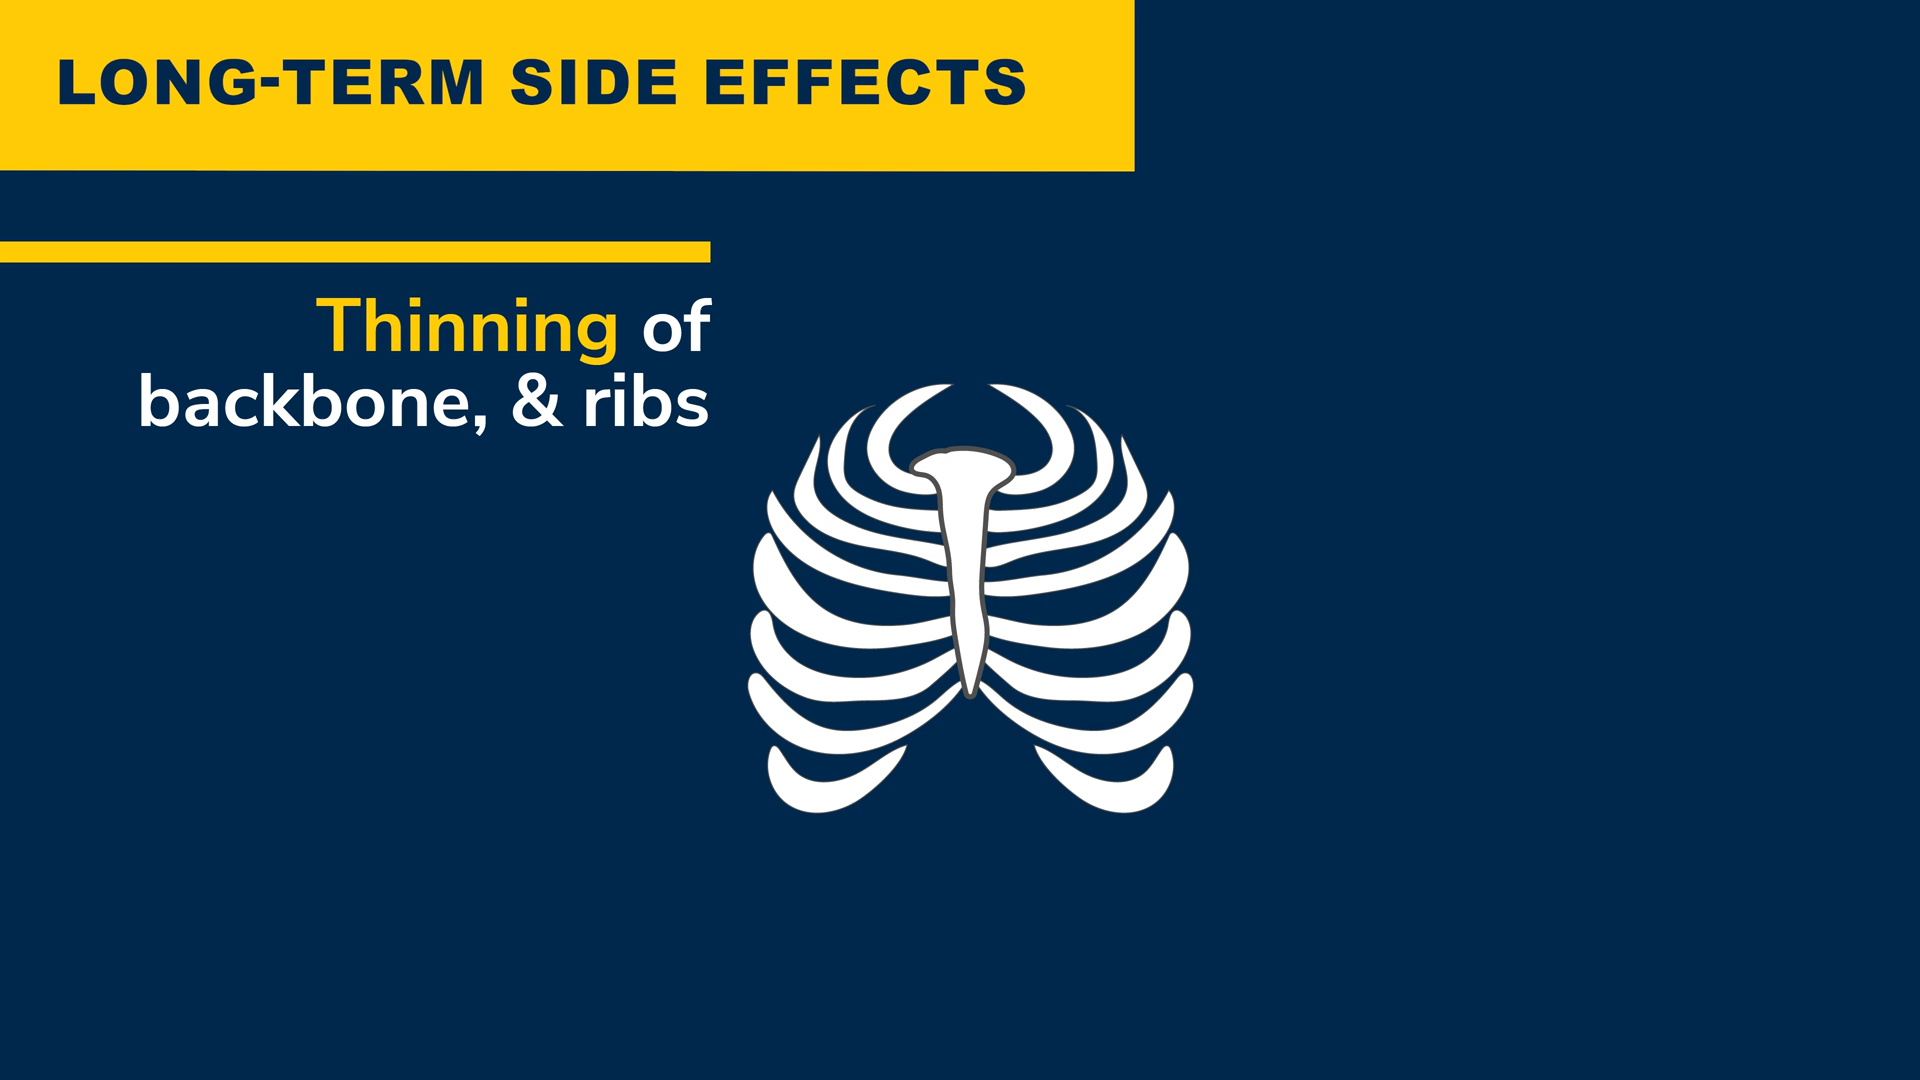 LONG-TERM SIDE EFFECTS
Thinning of
backbone, & ribs